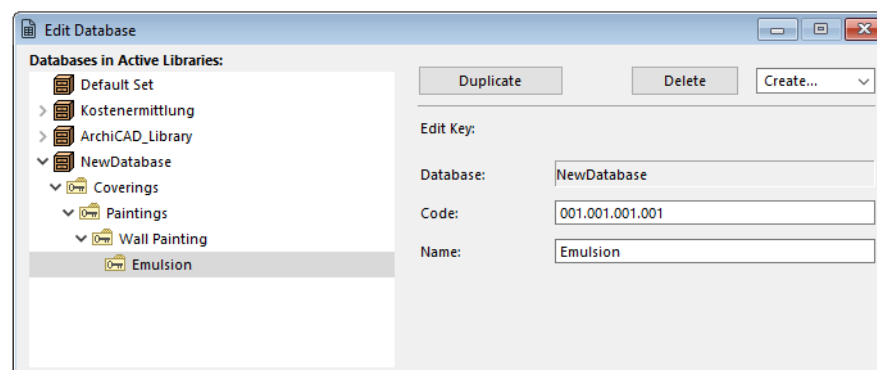 Edit Database
Databases in Active Libraries:
Default Set
Kostenermittlung
ArchiCAD_Library
NewDatabase
Coverings
Paintings
Wall Painting
Emulsion
Duplicate Delete Create...
Edit Key:
Database: NewDatabase
Code: 001.001.001.001
Name: Emulsion